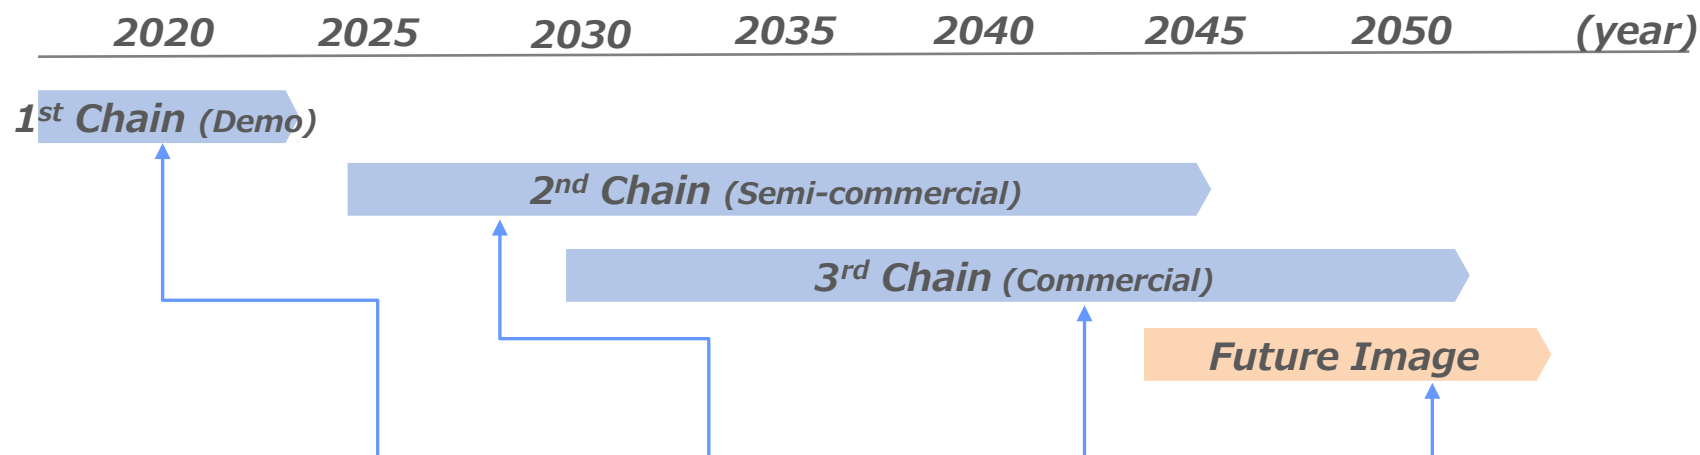 2020 2025 2030 2035 2040 2045 2050 (year)
1st Chain (Demo)
2nd Chain (Semi-commercial)
3rd Chain (Commercial)
Future Image